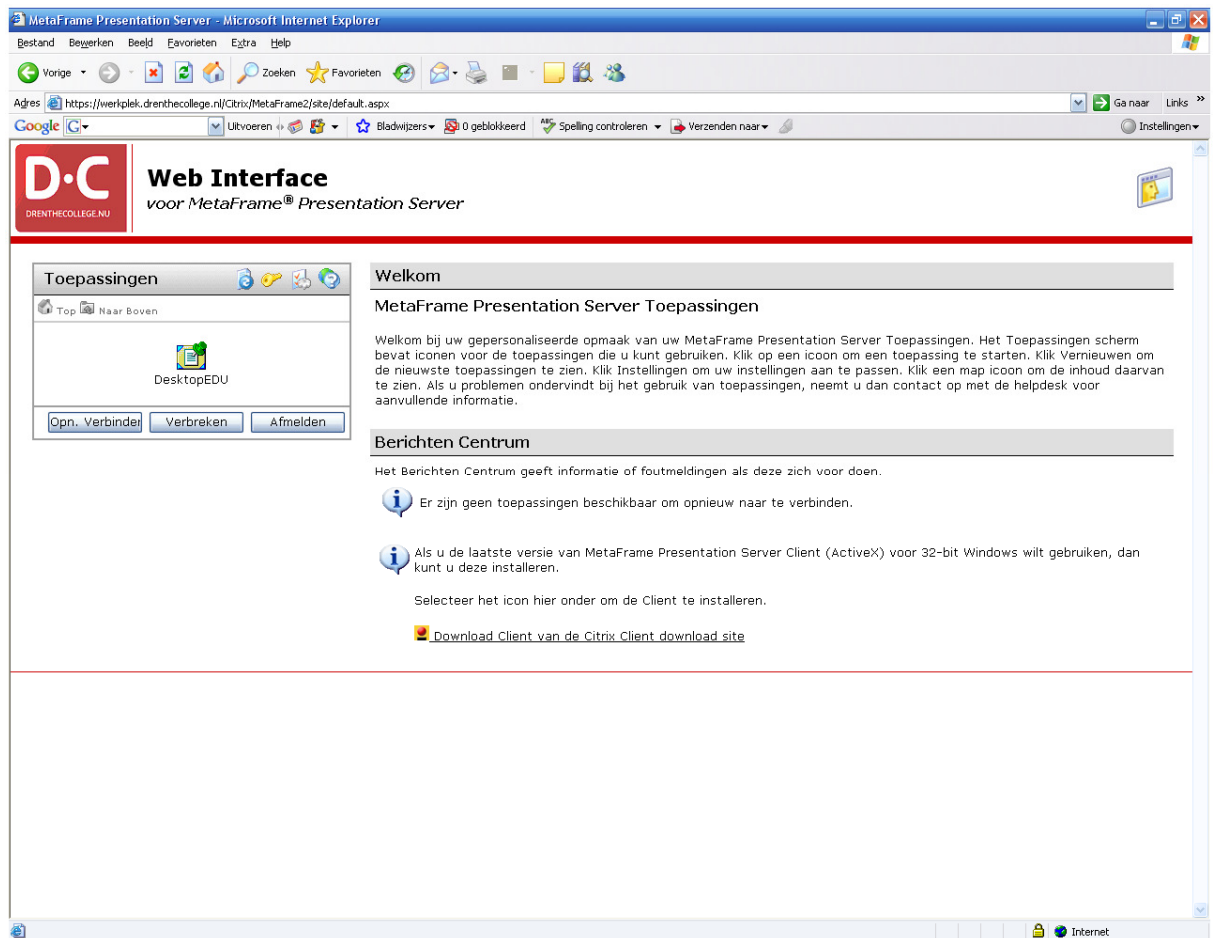 MetaFrame Presentation Server - Microsoft Internet Explorer
Bestand Bewerken Beeld Favorieten Extra Help
Vorige Zoeken Favorieten
Adres https://werkplek.drenthecollege.nl/Citrix/MetaFrame2/site/default.aspx Ga naar Links »
Google G Uitvoeren Bladwijzers 0 geblokkeerd ABC Spelling controleren Verzenden naar Instellingen
D·C
DRENTHECOLLEGE.NU
Web Interface
voor MetaFrame® Presentation Server
Toepassingen
Top Naar Boven
DesktopEDU
Opn. Verbinder Verbreken Afmelden
Welkom
MetaFrame Presentation Server Toepassingen
Welkom bij uw gepersonaliseerde opmaak van uw MetaFrame Presentation Server Toepassingen. Het Toepassingen scherm
bevat iconen voor de toepassingen die u kunt gebruiken. Klik op een icoon om een toepassing te starten. Klik Vernieuwen om
de nieuwste toepassingen te zien. Klik Instellingen om uw instellingen aan te passen. Klik een map icoon om de inhoud daarvan
te zien. Als u problemen ondervindt bij het gebruik van toepassingen, neemt u dan contact op met de helpdesk voor
aanvullende informatie.
Berichten Centrum
Het Berichten Centrum geeft informatie of foutmeldingen als deze zich voor doen.
Er zijn geen toepassingen beschikbaar om opnieuw naar te verbinden.
Als u de laatste versie van MetaFrame Presentation Server Client (ActiveX) voor 32-bit Windows wilt gebruiken, dan
kunt u deze installeren.
Selecteer het icon hier onder om de Client te installeren.
Download Client van de Citrix Client download site
Internet